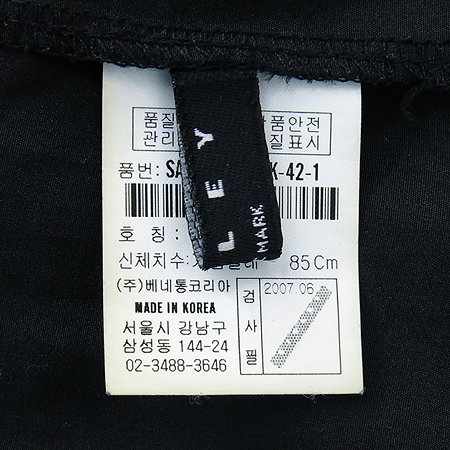 품질 품안전
관리 품질표시
품번: SA K-42-1
L E Y
MARK
호 칭 :
신체치수: 85Cm
(주)베네통코리아
MADE IN KOREA
서울시 강남구
삼성동 144-24
02-3488-3646
검사필
2007.06